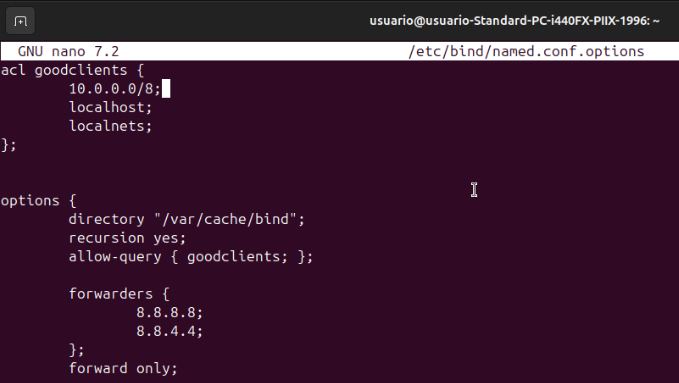 usuario@usuario-Standard-PC-i440FX-PIIX-1996: ~
GNU nano 7.2 /etc/bind/named.conf.options
acl goodclients {
        10.0.0.0/8;
        localhost;
        localnets;
};
options {
        directory "/var/cache/bind";
        recursion yes;
        allow-query { goodclients; };
        forwarders {
                8.8.8.8;
                8.8.4.4;
        };
        forward only;